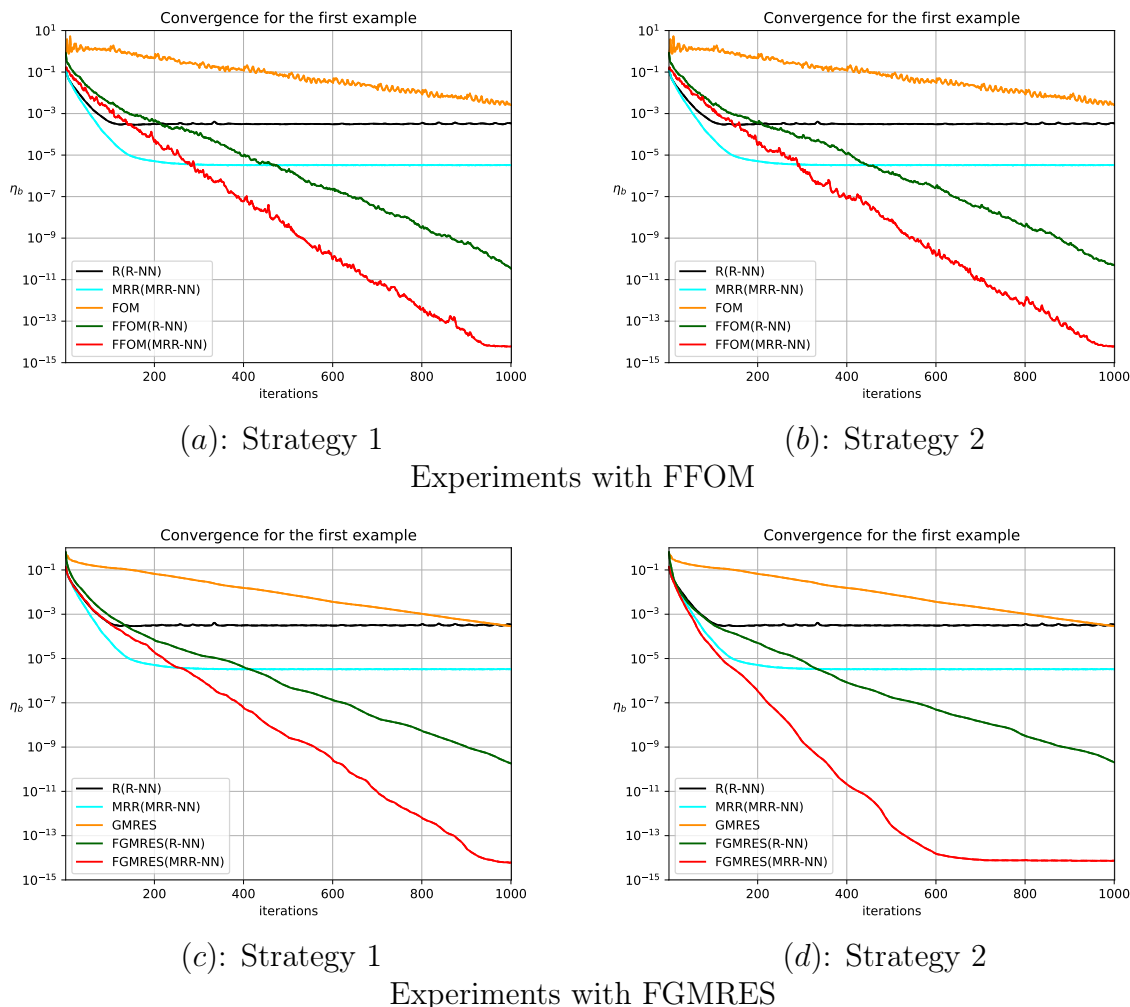 Convergence for the first example
10^1
10^-1
10^-3
10^-5
η_b
10^-7
10^-9
10^-11
10^-13
10^-15
R(R-NN)
MRR(MRR-NN)
FOM
FFOM(R-NN)
FFOM(MRR-NN)
200 400 600 800 1000
iterations
(a): Strategy 1
Convergence for the first example
10^1
10^-1
10^-3
10^-5
η_b
10^-7
10^-9
10^-11
10^-13
10^-15
R(R-NN)
MRR(MRR-NN)
FOM
FFOM(R-NN)
FFOM(MRR-NN)
200 400 600 800 1000
iterations
(b): Strategy 2
Experiments with FFOM
Convergence for the first example
10^-1
10^-3
10^-5
10^-7
η_b
10^-9
10^-11
10^-13
10^-15
R(R-NN)
MRR(MRR-NN)
GMRES
FGMRES(R-NN)
FGMRES(MRR-NN)
200 400 600 800 1000
iterations
(c): Strategy 1
Convergence for the first example
10^-1
10^-3
10^-5
10^-7
η_b
10^-9
10^-11
10^-13
10^-15
R(R-NN)
MRR(MRR-NN)
GMRES
FGMRES(R-NN)
FGMRES(MRR-NN)
200 400 600 800 1000
iterations
(d): Strategy 2
Experiments with FGMRES